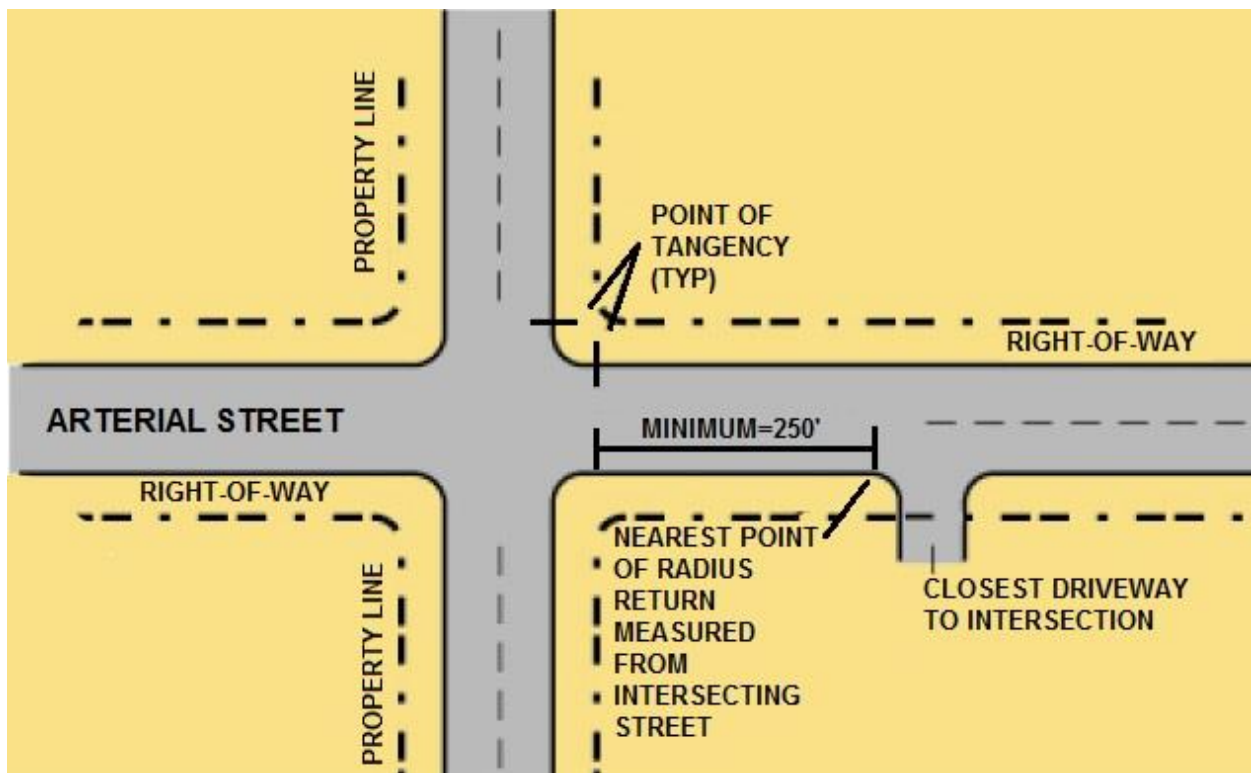 PROPERTY LINE
POINT OF
TANGENCY
(TYP)
RIGHT-OF-WAY
ARTERIAL STREET
MINIMUM=250'
RIGHT-OF-WAY
PROPERTY LINE
NEAREST POINT
OF RADIUS
RETURN
MEASURED
FROM
INTERSECTING
STREET
CLOSEST DRIVEWAY
TO INTERSECTION